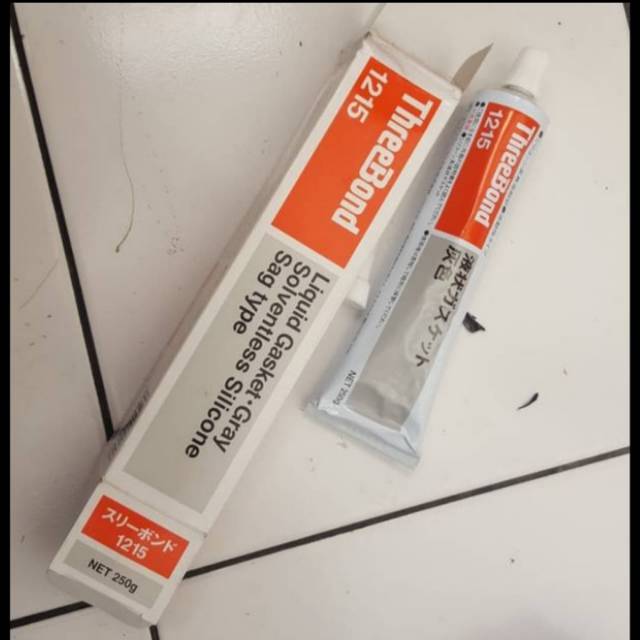 ThreeBond
1215
Liquid Gasket·Gray
Solventless Silicone
Sag type
スリーボンド
1215
NET 250g
ThreeBond
1215
液状ガスケット
灰色